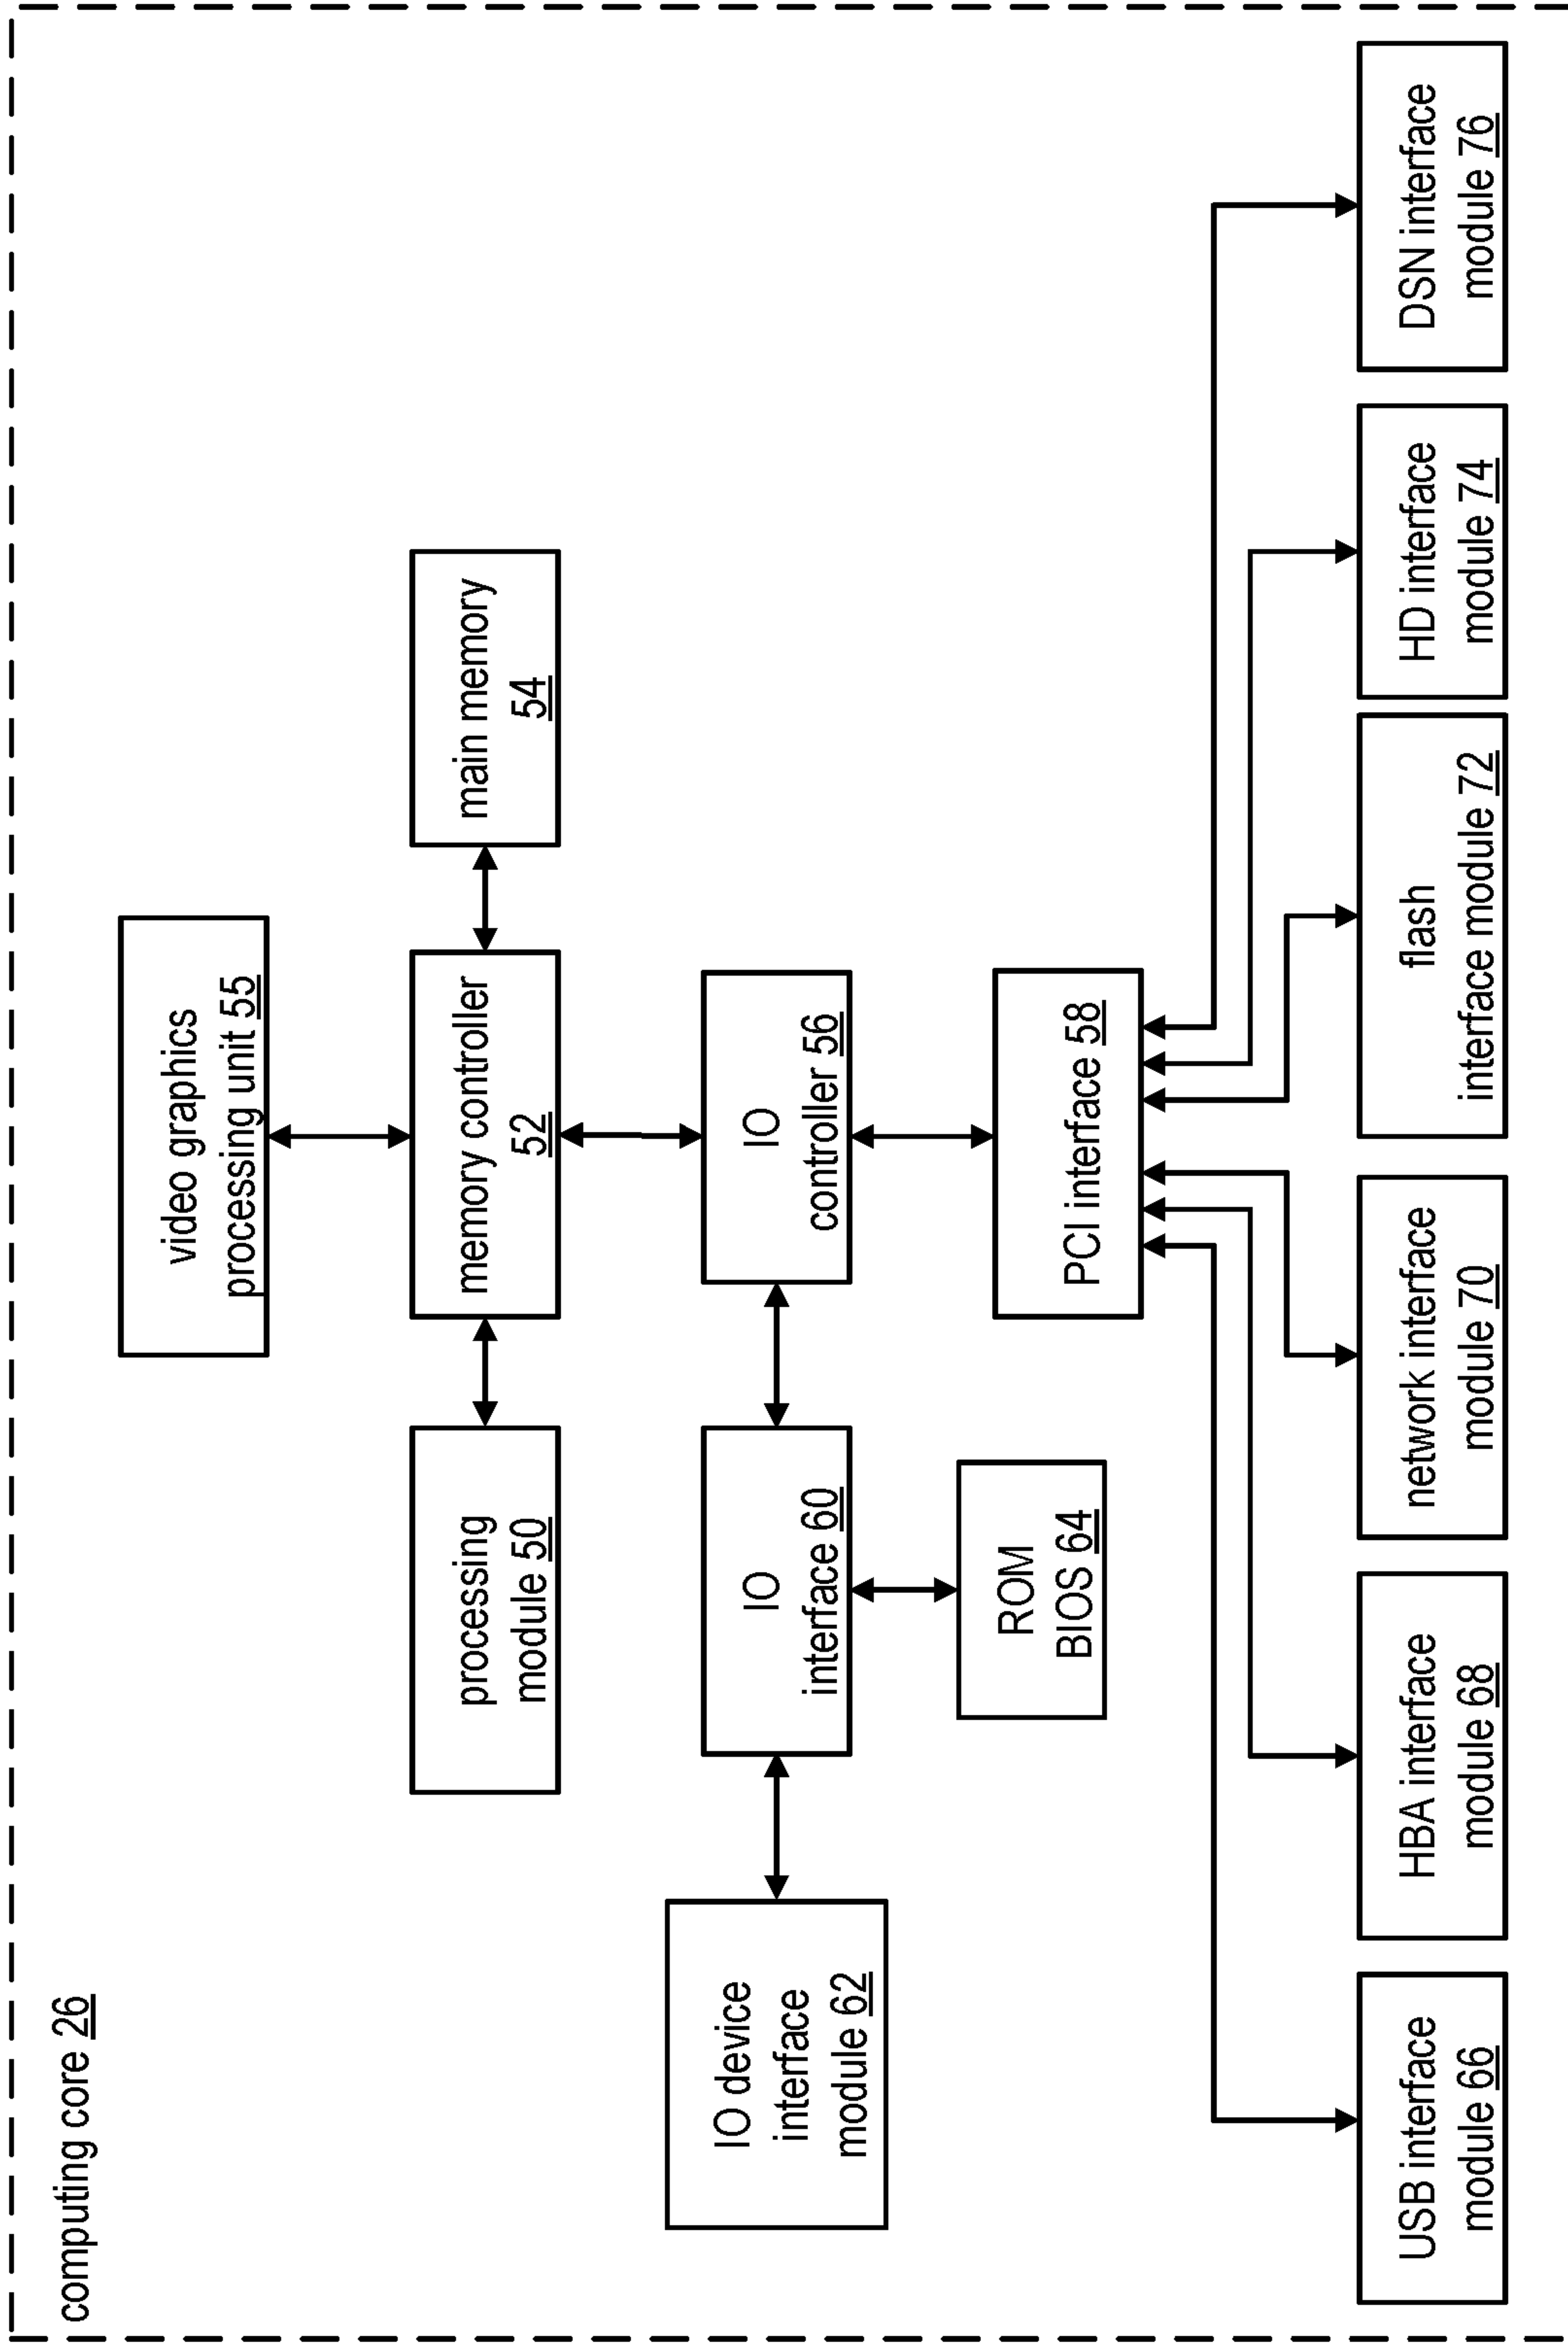 computing core 26
video graphics
processing unit 55
processing
module 50
memory controller
52
main memory
54
IO device
interface
module 62
IO
interface 60
IO
controller 56
ROM
BIOS 64
PCI interface 58
USB interface
module 66
HBA interface
module 68
network interface
module 70
flash
interface module 72
HD interface
module 74
DSN interface
module 76